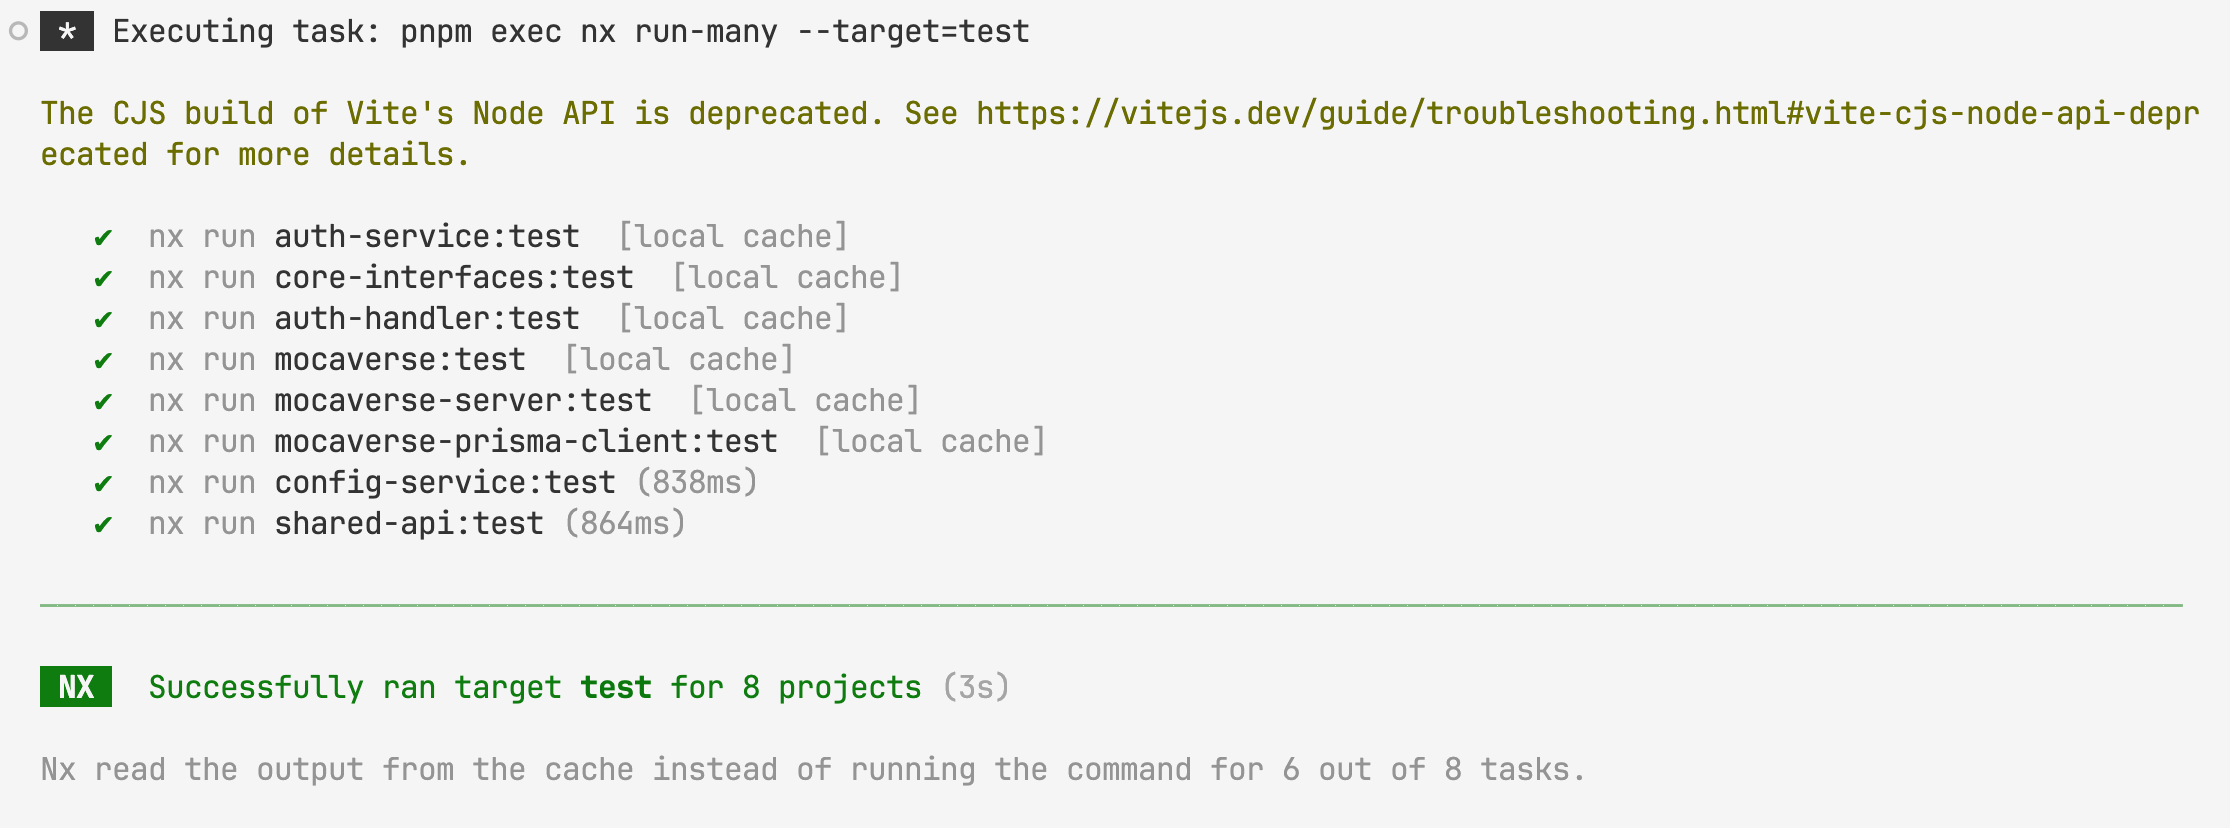 * Executing task: pnpm exec nx run-many --target=test
The CJS build of Vite's Node API is deprecated. See https://vitejs.dev/guide/troubleshooting.html#vite-cjs-node-api-depr
ecated for more details.
✔ nx run auth-service:test [local cache]
✔ nx run core-interfaces:test [local cache]
✔ nx run auth-handler:test [local cache]
✔ nx run mocaverse:test [local cache]
✔ nx run mocaverse-server:test [local cache]
✔ nx run mocaverse-prisma-client:test [local cache]
✔ nx run config-service:test (838ms)
✔ nx run shared-api:test (864ms)
NX Successfully ran target test for 8 projects (3s)
Nx read the output from the cache instead of running the command for 6 out of 8 tasks.